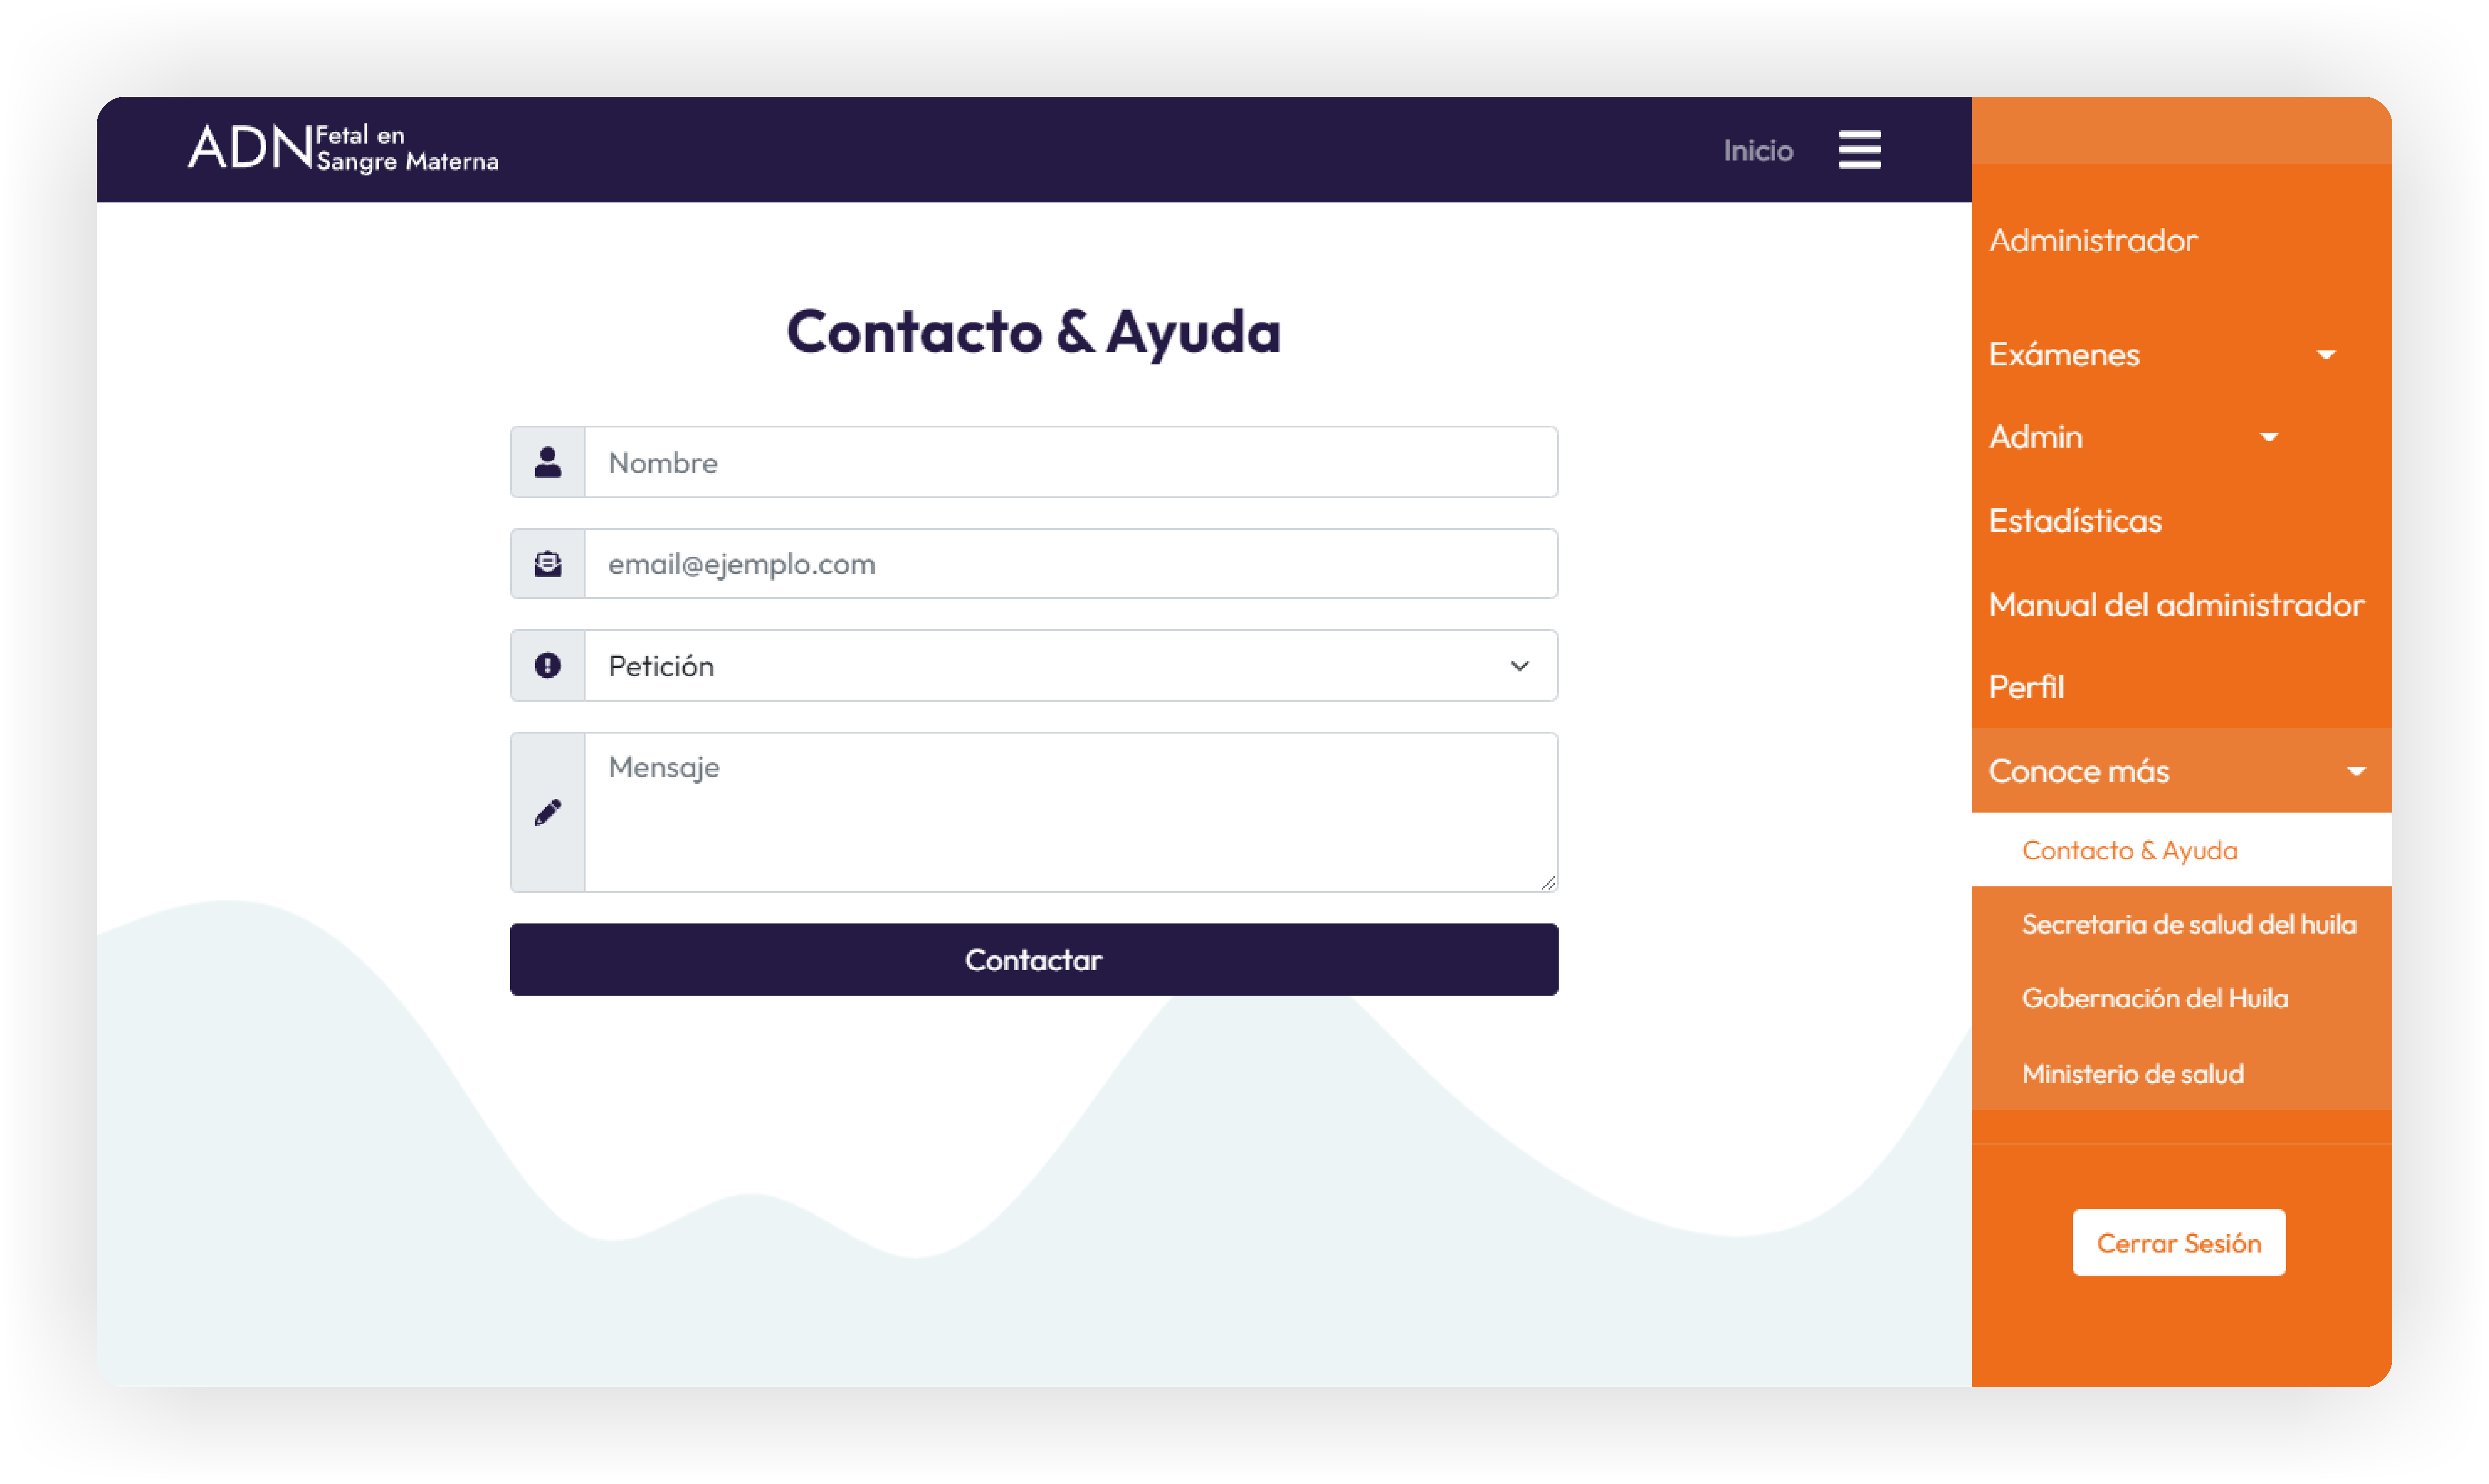 ADN Fetal en
Sangre Materna
Inicio
Contacto & Ayuda
Nombre
email@ejemplo.com
Petición
Mensaje
Contactar
Administrador
Exámenes
Admin
Estadísticas
Manual del administrador
Perfil
Conoce más
Contacto & Ayuda
Secretaria de salud del huila
Gobernación del Huila
Ministerio de salud
Cerrar Sesión